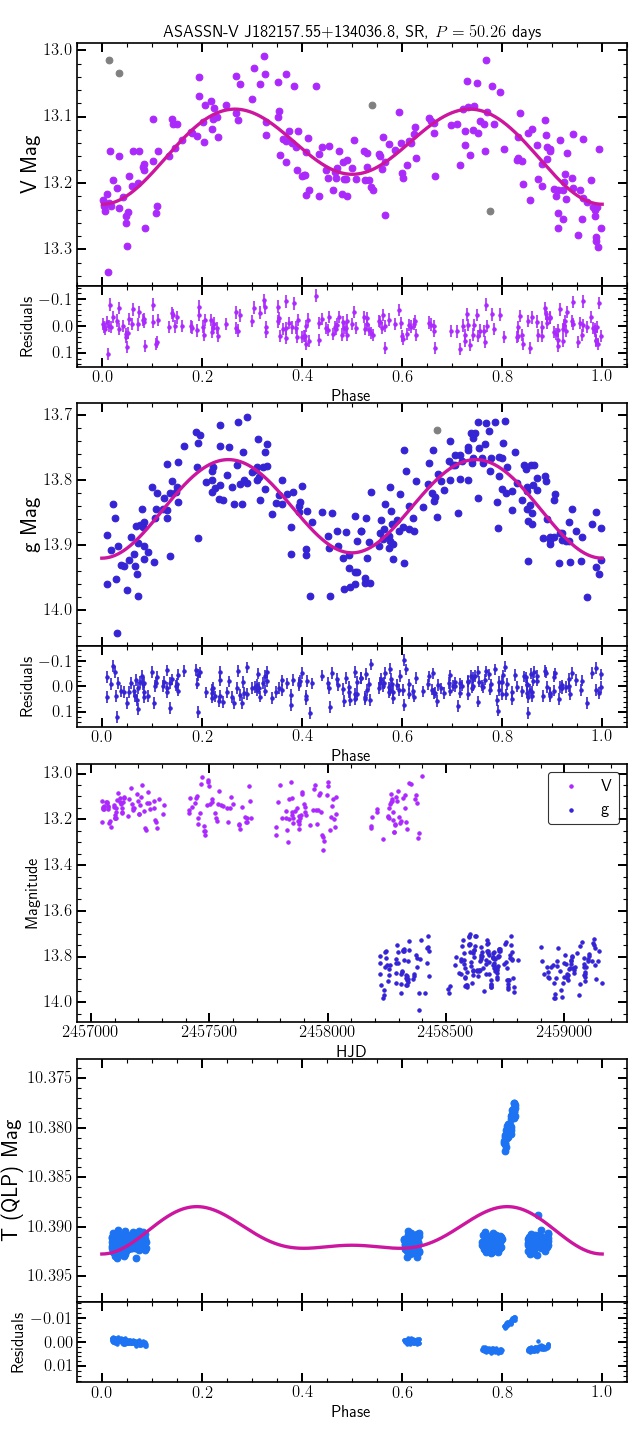 ASASSN-V J182157.55+134036.8, SR, P = 50.26 days
13.0
13.1
13.2
13.3
V Mag
−0.1
0.0
0.1
Residuals
0.0 0.2 0.4 0.6 0.8 1.0
Phase
13.7
13.8
13.9
14.0
g Mag
−0.1
0.0
0.1
Residuals
0.0 0.2 0.4 0.6 0.8 1.0
Phase
13.0
13.2
13.4
13.6
13.8
14.0
Magnitude
V
g
2457000 2457500 2458000 2458500 2459000
HJD
10.375
10.380
10.385
10.390
10.395
T (QLP) Mag
−0.01
0.00
0.01
Residuals
0.0 0.2 0.4 0.6 0.8 1.0
Phase